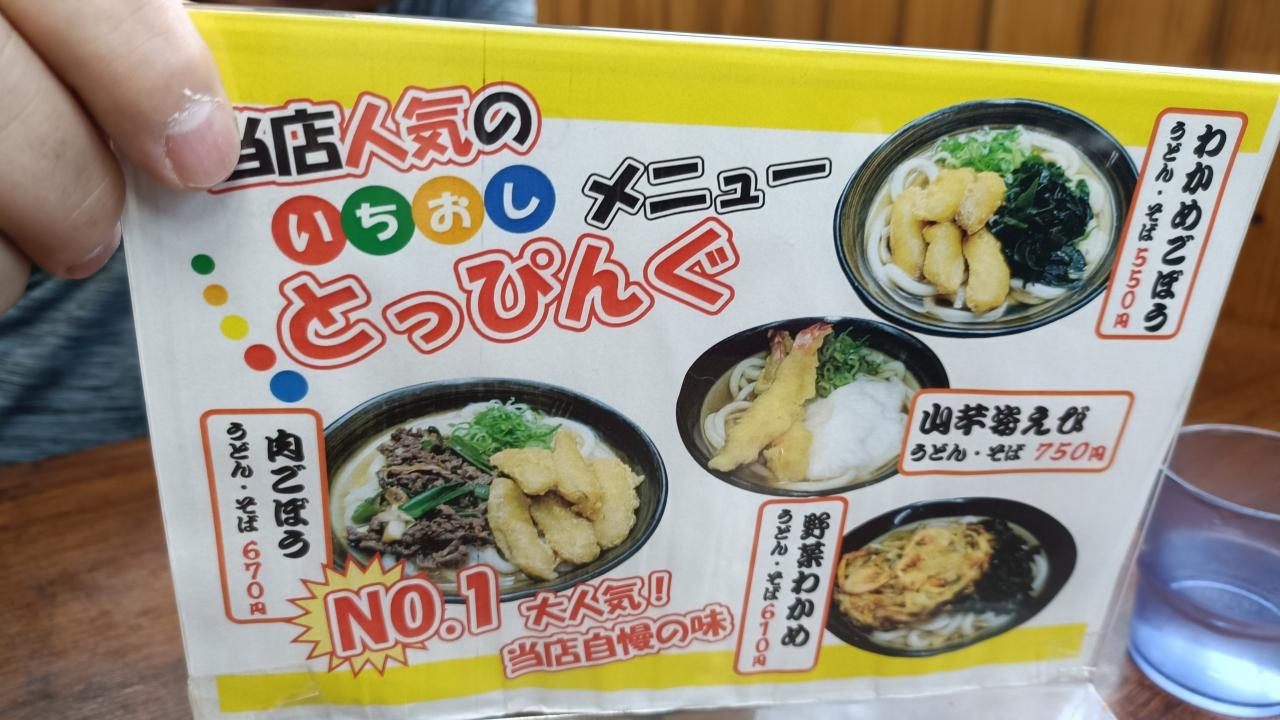 当店人気の
いちおしメニュー
とっぴんぐ
わかめごぼう
うどん・そば 550円
山芋姿えび
うどん・そば 750円
肉ごぼう
うどん・そば 670円
野菜わかめ
うどん・そば 610円
NO.1 大人気!
当店自慢の味